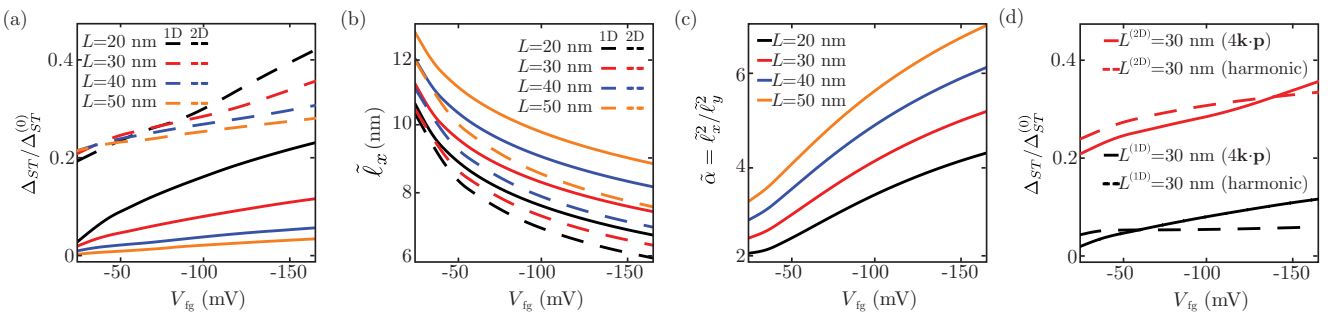 (a)
1D 2D
L=20 nm
L=30 nm
L=40 nm
L=50 nm
0.4
0.2
0
Δ_ST/Δ_ST^(0)
-50 -100 -150
V_fg (mV)
(b)
1D 2D
L=20 nm
L=30 nm
L=40 nm
L=50 nm
12
10
8
6
ℓ̃_x (nm)
-50 -100 -150
V_fg (mV)
(c)
L=20 nm
L=30 nm
L=40 nm
L=50 nm
6
4
2
α̃ = ℓ̃_x^2/ℓ̃_y^2
-50 -100 -150
V_fg (mV)
(d)
L^(2D)=30 nm (4k·p)
L^(2D)=30 nm (harmonic)
L^(1D)=30 nm (4k·p)
L^(1D)=30 nm (harmonic)
0.4
0.2
0
Δ_ST/Δ_ST^(0)
-50 -100 -150
V_fg (mV)